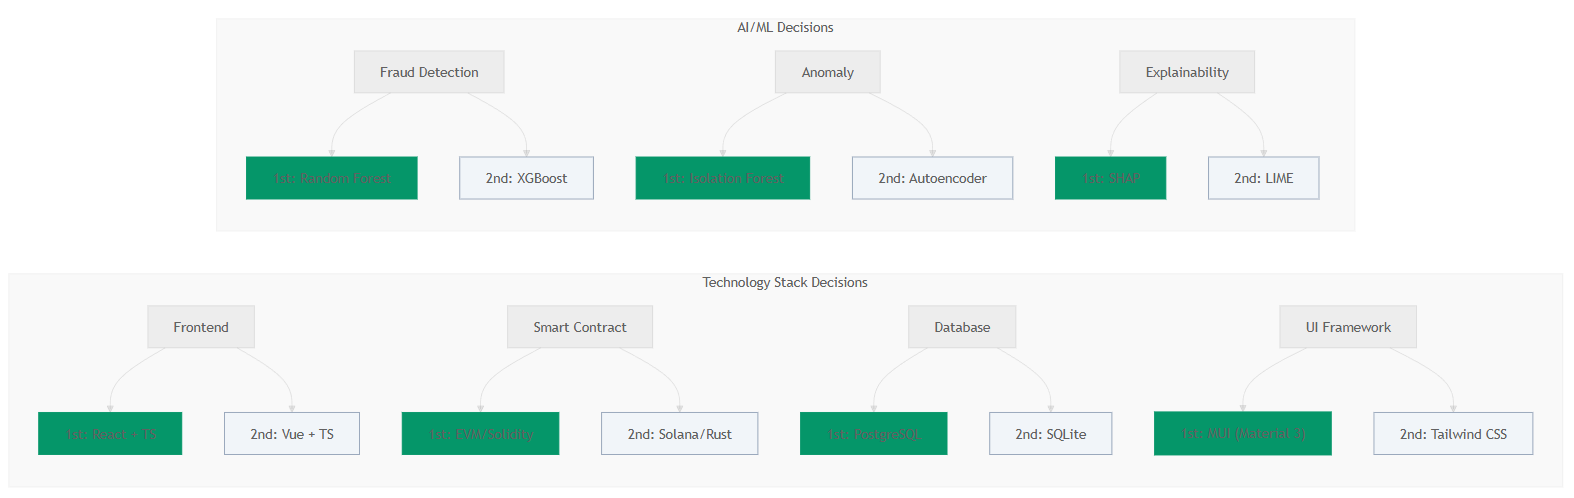 AI/ML Decisions
Fraud Detection
Anomaly
Explainability
1st: Random Forest
2nd: XGBoost
1st: Isolation Forest
2nd: Autoencoder
1st: SHAP
2nd: LIME
Technology Stack Decisions
Frontend
Smart Contract
Database
UI Framework
1st: React + TS
2nd: Vue + TS
1st: EVM/Solidity
2nd: Solana/Rust
1st: PostgreSQL
2nd: SQLite
1st: MUI (Material 3)
2nd: Tailwind CSS